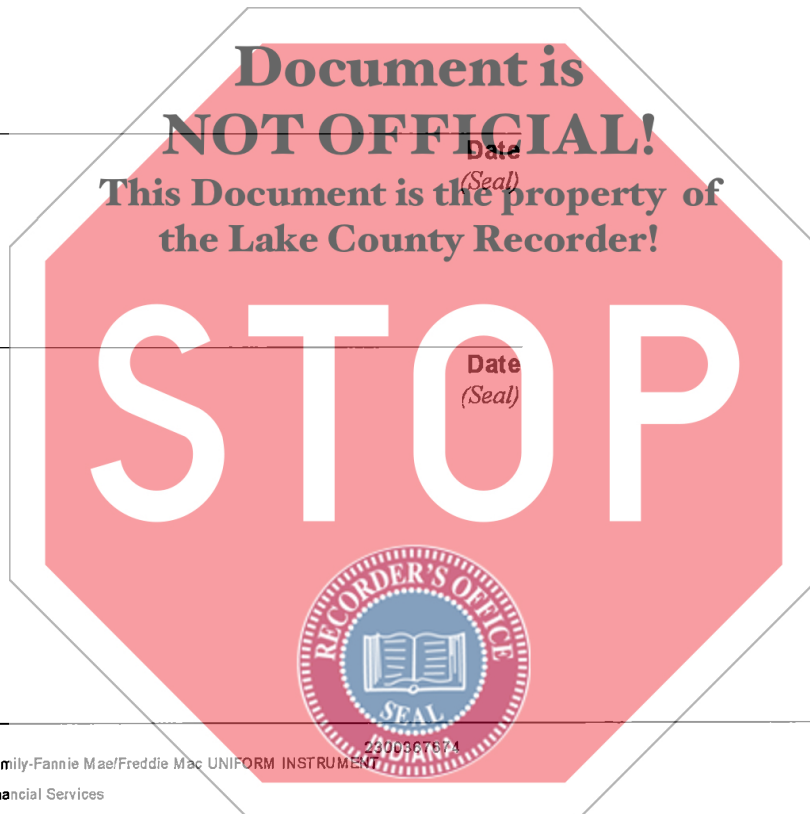 Document is
NOT OFFICIAL!
Date
(Seal)
This Document is the property of
the Lake County Recorder!
STOP
Date
(Seal)
RECORDER'S OFFICE
SEAL
INDIANA
2300367674
mily-Fannie Mae/Freddie Mac UNIFORM INSTRUMENT
ancial Services